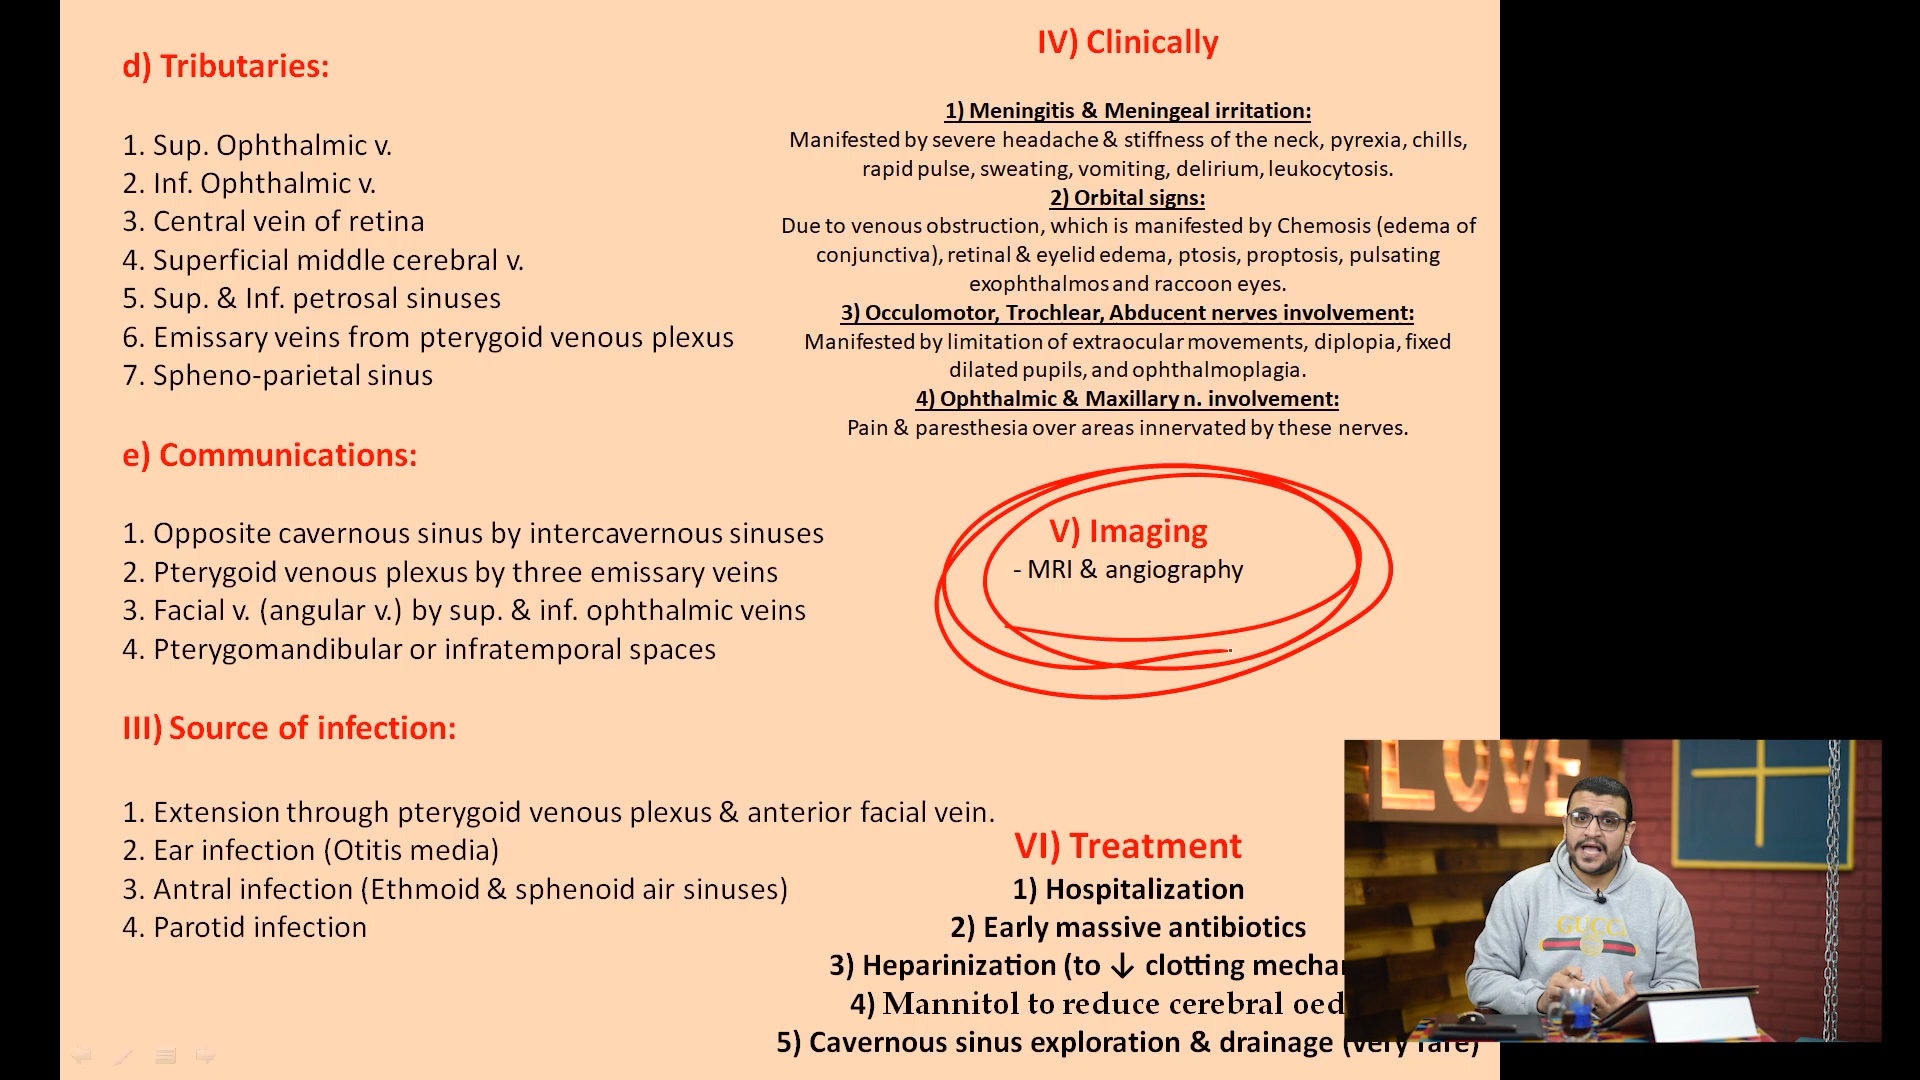 d) Tributaries:
1. Sup. Ophthalmic v.
2. Inf. Ophthalmic v.
3. Central vein of retina
4. Superficial middle cerebral v.
5. Sup. & Inf. petrosal sinuses
6. Emissary veins from pterygoid venous plexus
7. Spheno-parietal sinus
e) Communications:
1. Opposite cavernous sinus by intercavernous sinuses
2. Pterygoid venous plexus by three emissary veins
3. Facial v. (angular v.) by sup. & inf. ophthalmic veins
4. Pterygomandibular or infratemporal spaces
III) Source of infection:
1. Extension through pterygoid venous plexus & anterior facial vein.
2. Ear infection (Otitis media)
3. Antral infection (Ethmoid & sphenoid air sinuses)
4. Parotid infection
IV) Clinically
1) Meningitis & Meningeal irritation:
Manifested by severe headache & stiffness of the neck, pyrexia, chills,
rapid pulse, sweating, vomiting, delirium, leukocytosis.
2) Orbital signs:
Due to venous obstruction, which is manifested by Chemosis (edema of
conjunctiva), retinal & eyelid edema, ptosis, proptosis, pulsating
exophthalmos and raccoon eyes.
3) Occulomotor, Trochlear, Abducent nerves involvement:
Manifested by limitation of extraocular movements, diplopia, fixed
dilated pupils, and ophthalmoplagia.
4) Ophthalmic & Maxillary n. involvement:
Pain & paresthesia over areas innervated by these nerves.
V) Imaging
- MRI & angiography
VI) Treatment
1) Hospitalization
2) Early massive antibiotics
3) Heparinization (to ↓ clotting mechan
4) Mannitol to reduce cerebral oed
5) Cavernous sinus exploration & drainage (very rare)
LOVE
GUCCI